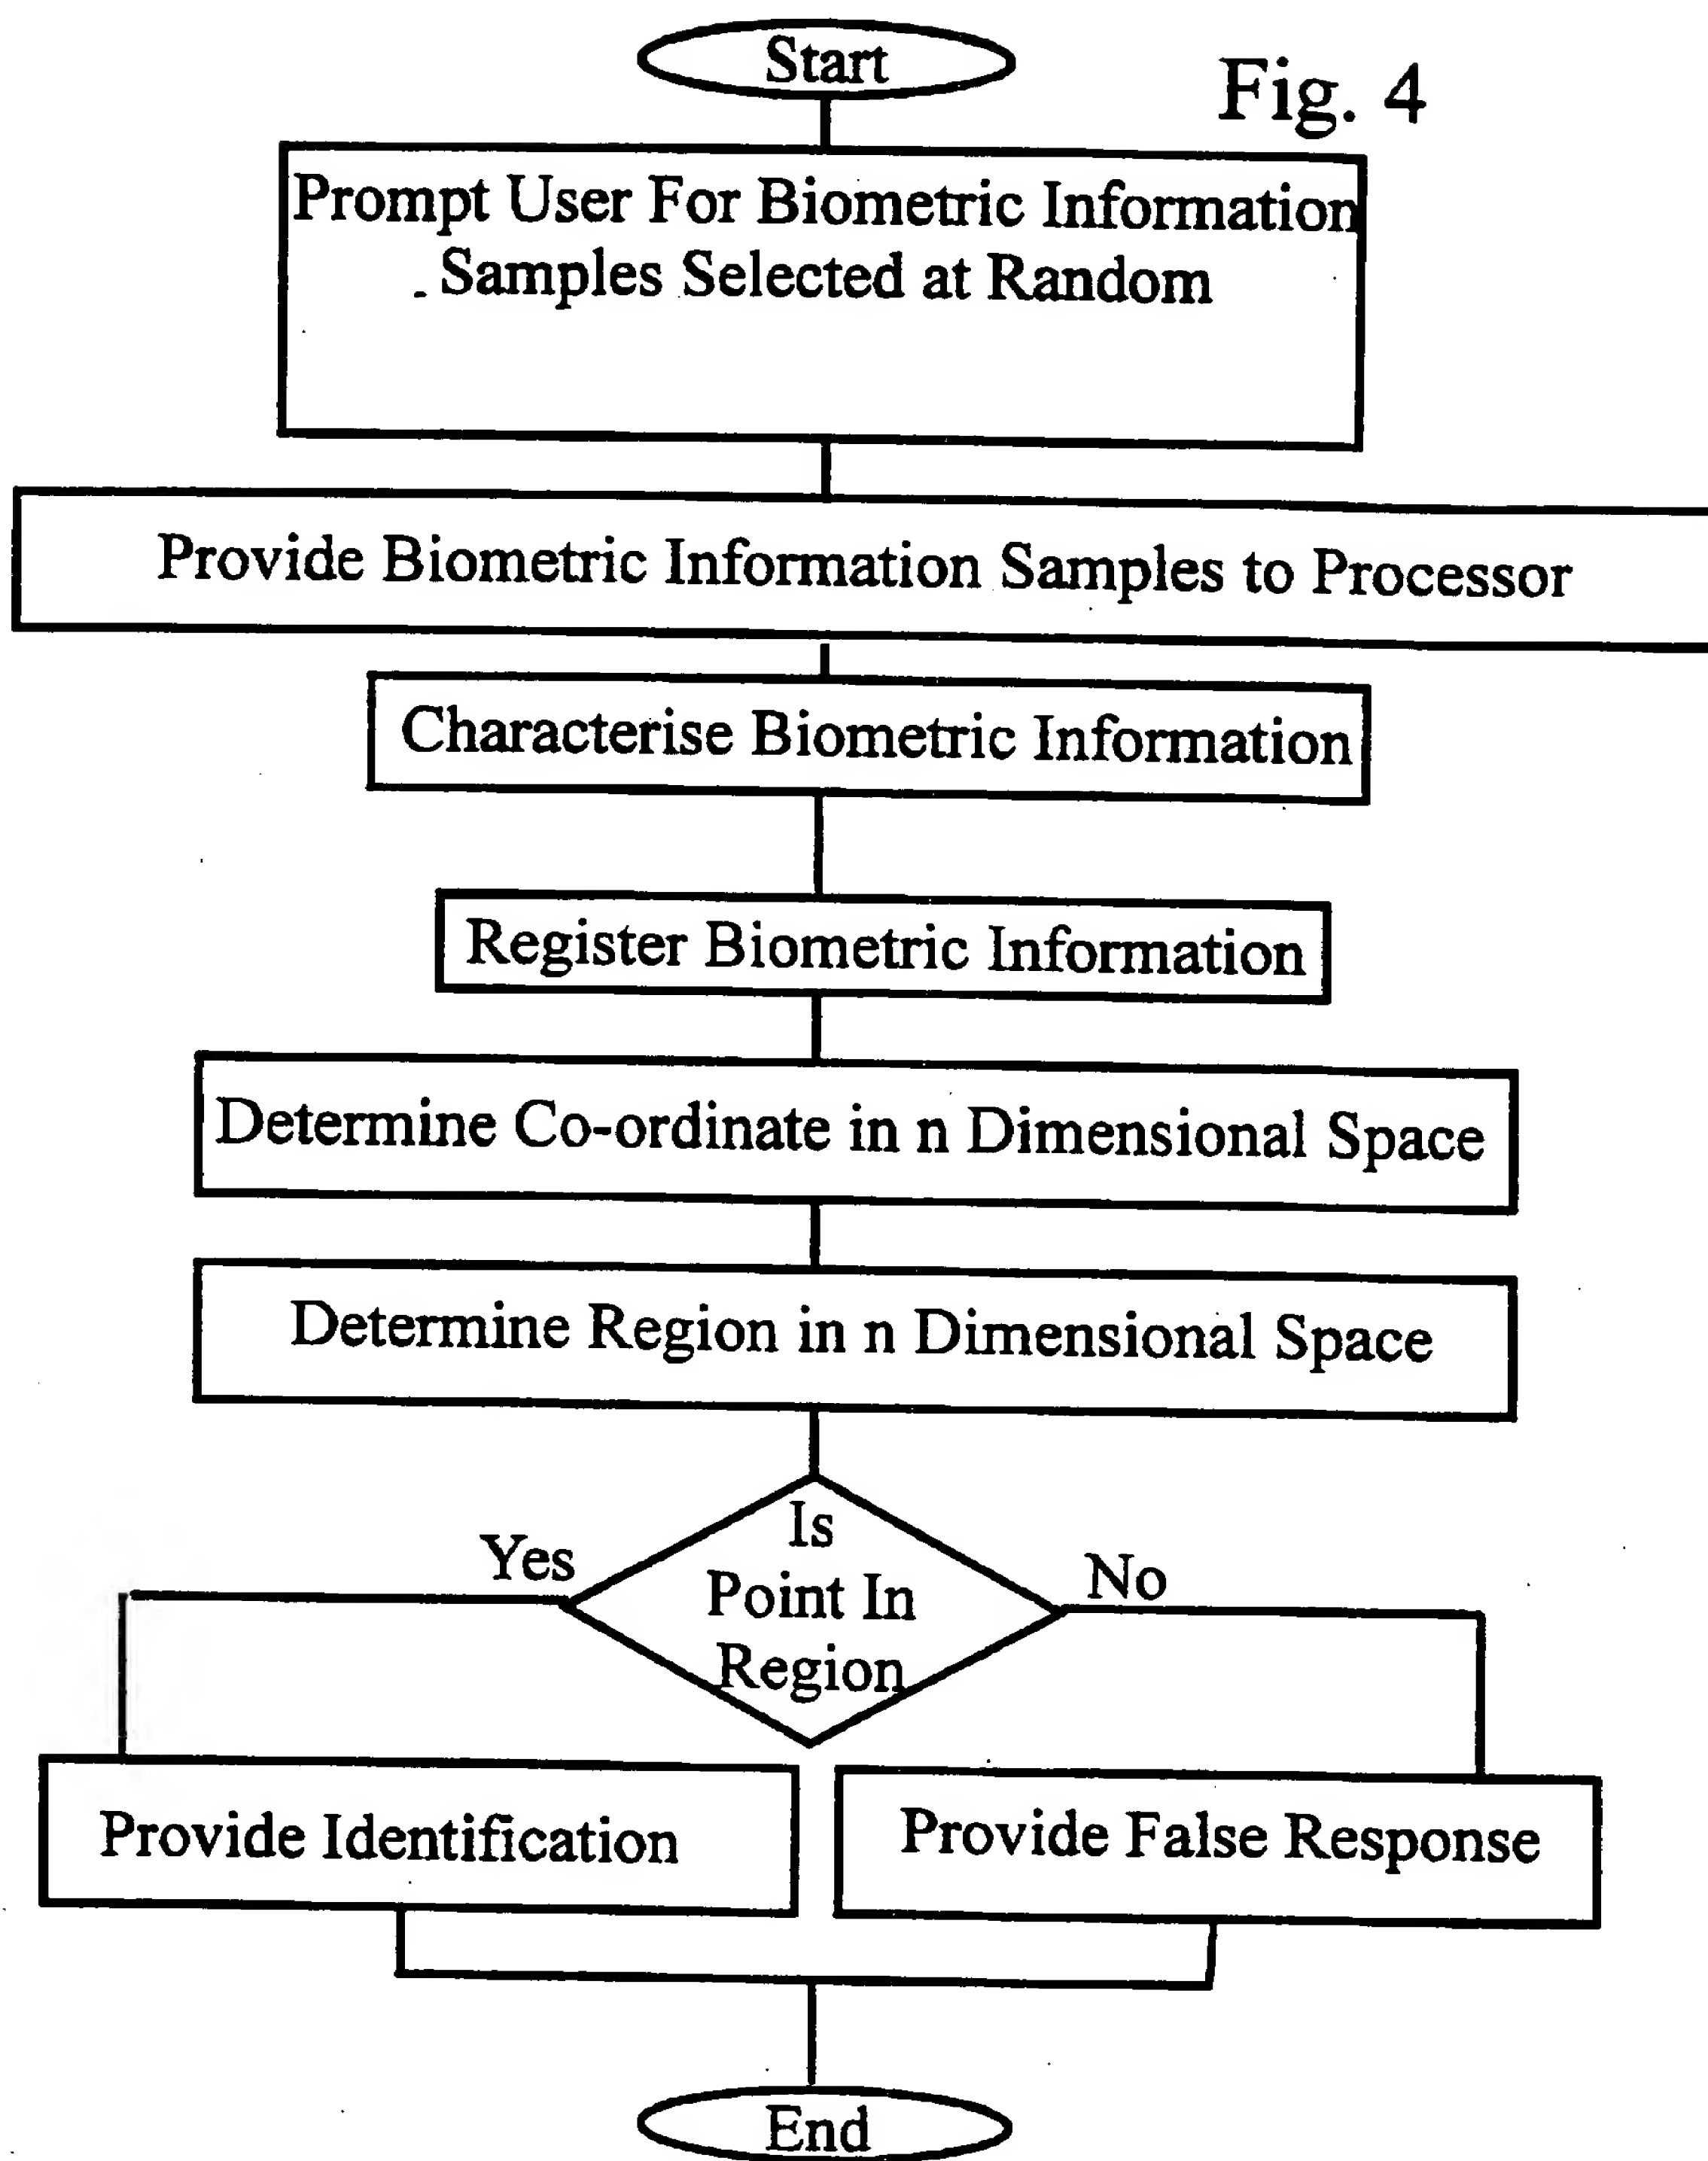 Start
Fig. 4
Prompt User For Biometric Information
Samples Selected at Random
Provide Biometric Information Samples to Processor
Characterise Biometric Information
Register Biometric Information
Determine Co-ordinate in n Dimensional Space
Determine Region in n Dimensional Space
Is
Point In
Region
Yes
No
Provide Identification
Provide False Response
End